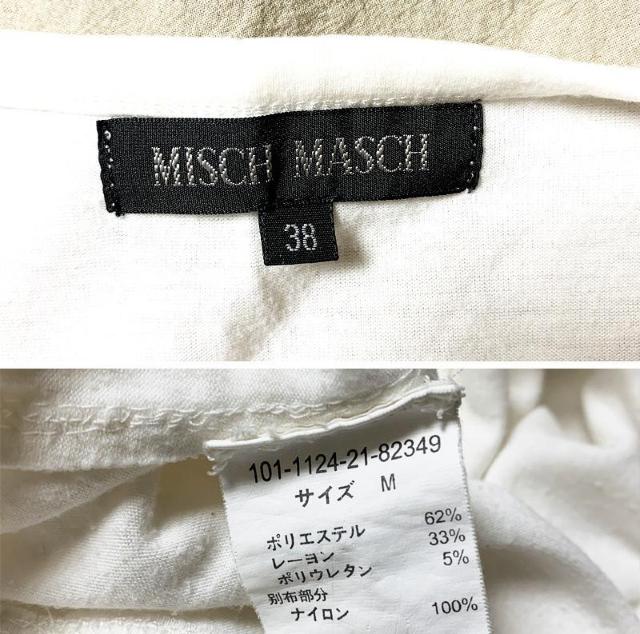 MISCH MASCH
38
101-1124-21-82349
サイズ M
ポリエステル 62%
レーヨン 33%
ポリウレタン 5%
別布部分
ナイロン 100%